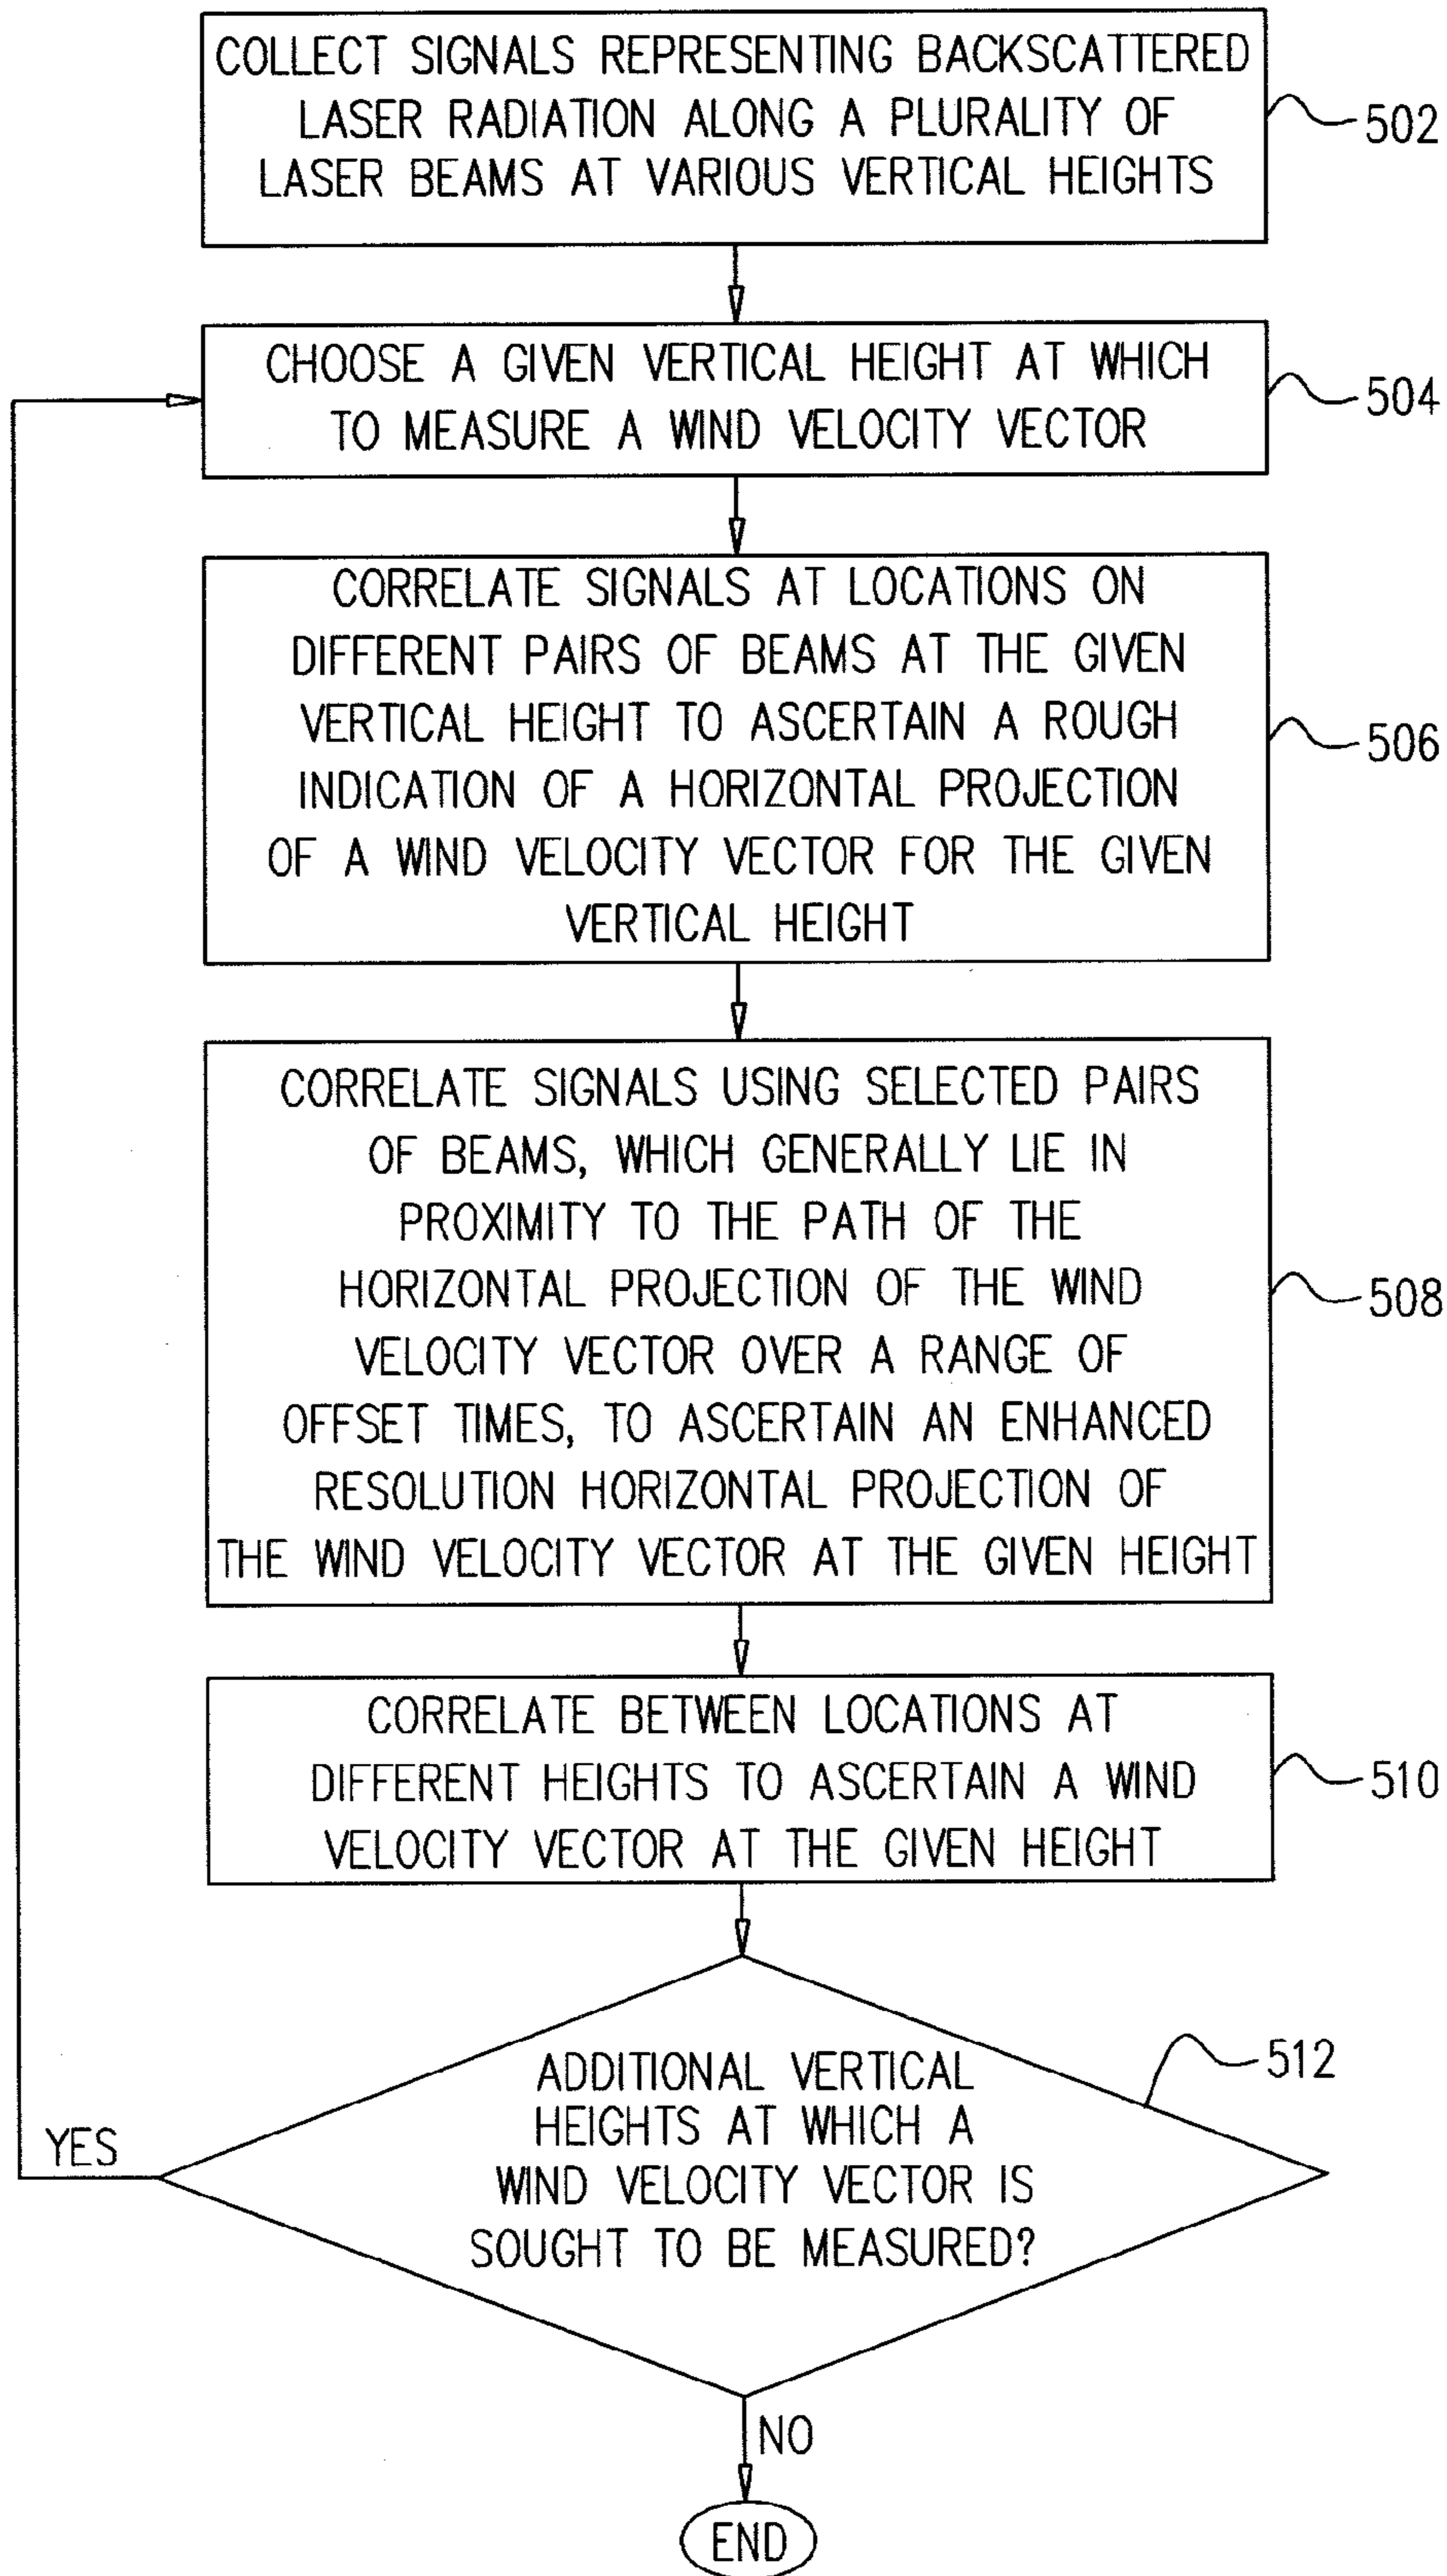 COLLECT SIGNALS REPRESENTING BACKSCATTERED
LASER RADIATION ALONG A PLURALITY OF
LASER BEAMS AT VARIOUS VERTICAL HEIGHTS
502
CHOOSE A GIVEN VERTICAL HEIGHT AT WHICH
TO MEASURE A WIND VELOCITY VECTOR
504
CORRELATE SIGNALS AT LOCATIONS ON
DIFFERENT PAIRS OF BEAMS AT THE GIVEN
VERTICAL HEIGHT TO ASCERTAIN A ROUGH
INDICATION OF A HORIZONTAL PROJECTION
OF A WIND VELOCITY VECTOR FOR THE GIVEN
VERTICAL HEIGHT
506
CORRELATE SIGNALS USING SELECTED PAIRS
OF BEAMS, WHICH GENERALLY LIE IN
PROXIMITY TO THE PATH OF THE
HORIZONTAL PROJECTION OF THE WIND
VELOCITY VECTOR OVER A RANGE OF
OFFSET TIMES, TO ASCERTAIN AN ENHANCED
RESOLUTION HORIZONTAL PROJECTION OF
THE WIND VELOCITY VECTOR AT THE GIVEN HEIGHT
508
CORRELATE BETWEEN LOCATIONS AT
DIFFERENT HEIGHTS TO ASCERTAIN A WIND
VELOCITY VECTOR AT THE GIVEN HEIGHT
510
ADDITIONAL VERTICAL
HEIGHTS AT WHICH A
WIND VELOCITY VECTOR IS
SOUGHT TO BE MEASURED?
512
YES
NO
END